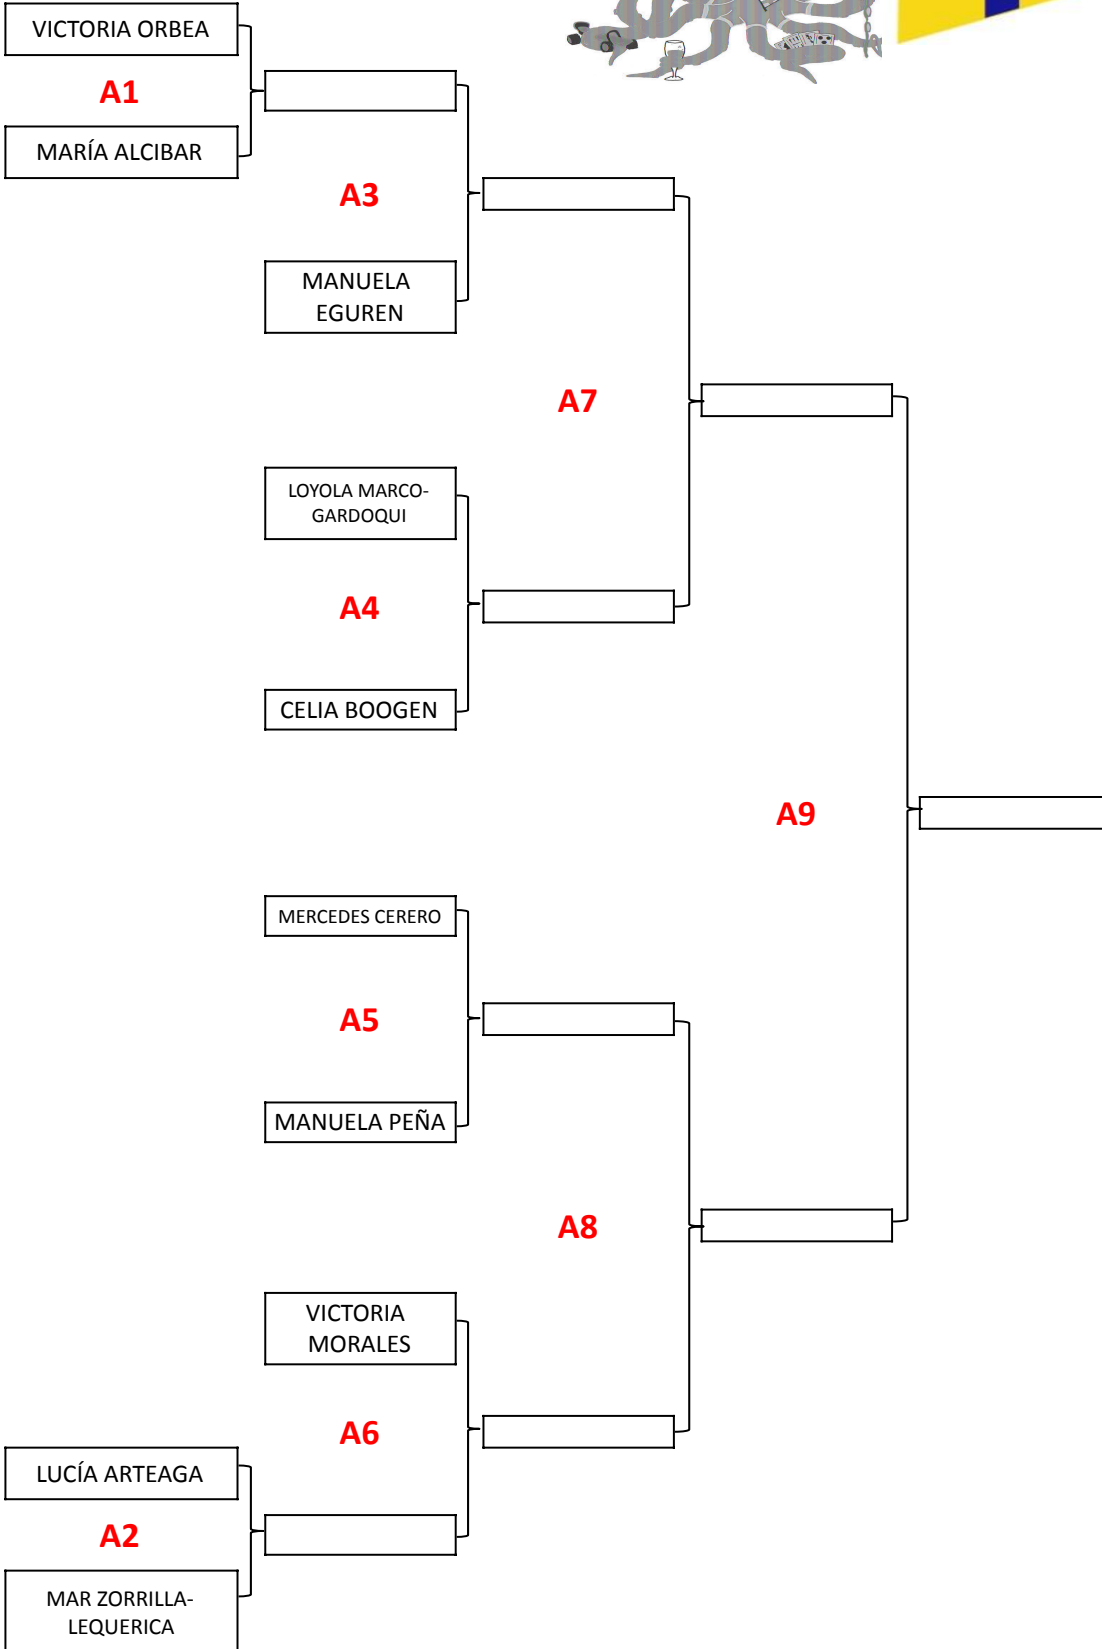 VICTORIA ORBEA
A1
MARÍA ALCIBAR
A3
MANUELA
EGUREN
A7
LOYOLA MARCO-
GARDOQUI
A4
CELIA BOOGEN
A9
MERCEDES CERERO
A5
MANUELA PEÑA
A8
VICTORIA
MORALES
A6
LUCÍA ARTEAGA
A2
MAR ZORRILLA-
LEQUERICA